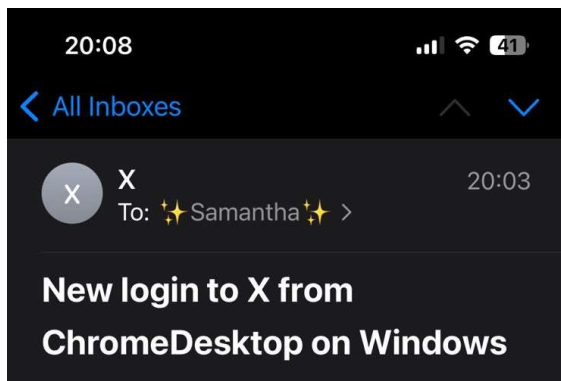 20:08
41
All Inboxes
X
X
20:03
To: ✨Samantha✨
New login to X from
ChromeDesktop on Windows